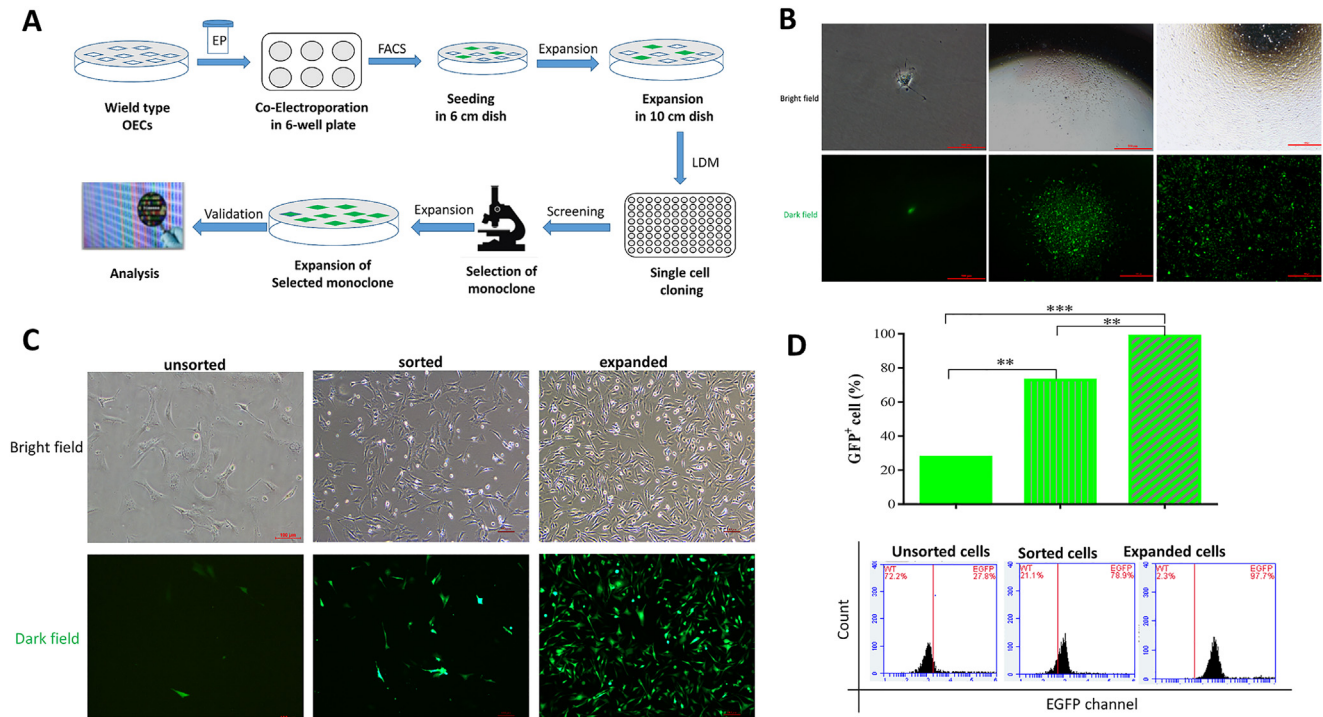 A
EP
FACS
Expansion
Wield type
OECs
Co-Electroporation
in 6-well plate
Seeding
in 6 cm dish
Expansion
in 10 cm dish
LDM
Validation
Expansion
Screening
Analysis
Expansion of
Selected monoclone
Selection of
monoclone
Single cell
cloning
B
Bright field
Dark field
C
unsorted
sorted
expanded
Bright field
100 μm
Dark field
D
***
**
**
GFP+ cell (%)
100
80
60
40
20
0
Unsorted cells
Sorted cells
Expanded cells
WT
72.2%
EGFP
27.8%
WT
21.1%
EGFP
78.9%
WT
2.3%
EGFP
97.7%
Count
EGFP channel